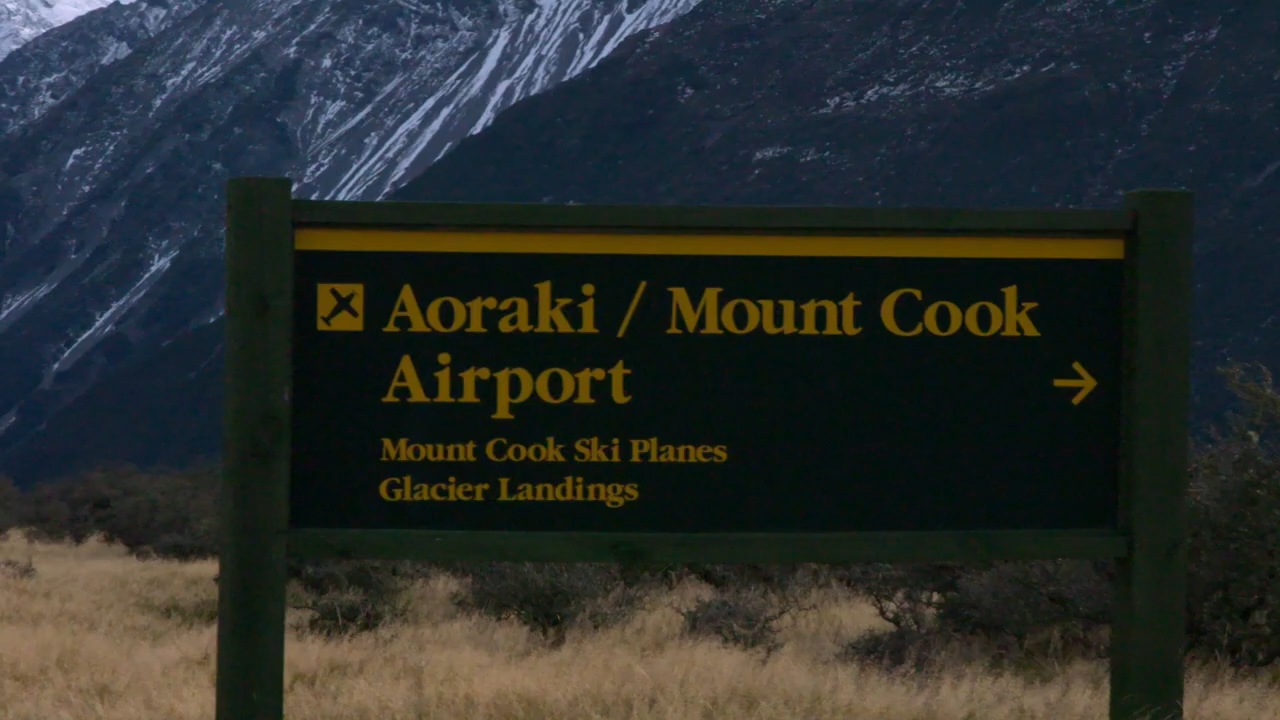 Aoraki / Mount Cook
Airport
Mount Cook Ski Planes
Glacier Landings